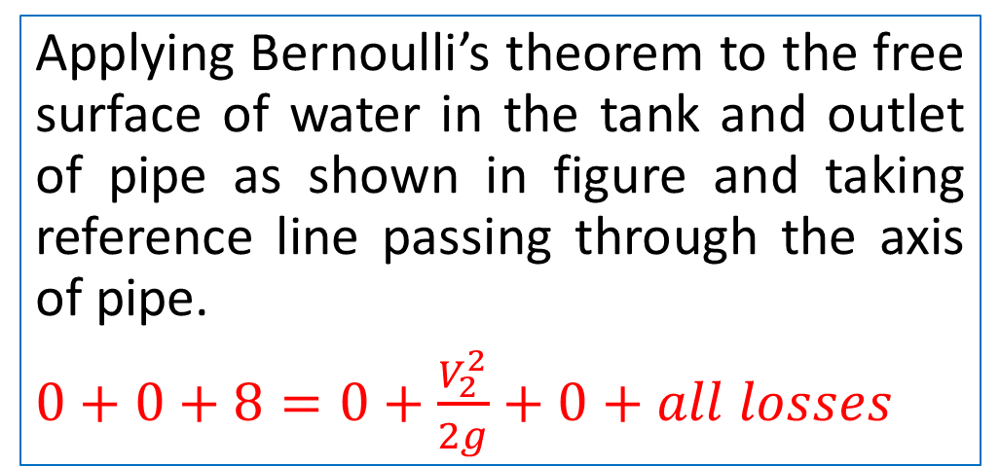 Applying Bernoulli’s theorem to the free
surface of water in the tank and outlet
of pipe as shown in figure and taking
reference line passing through the axis
of pipe.
0 + 0 + 8 = 0 + \frac{V_2^2}{2g} + 0 + all losses